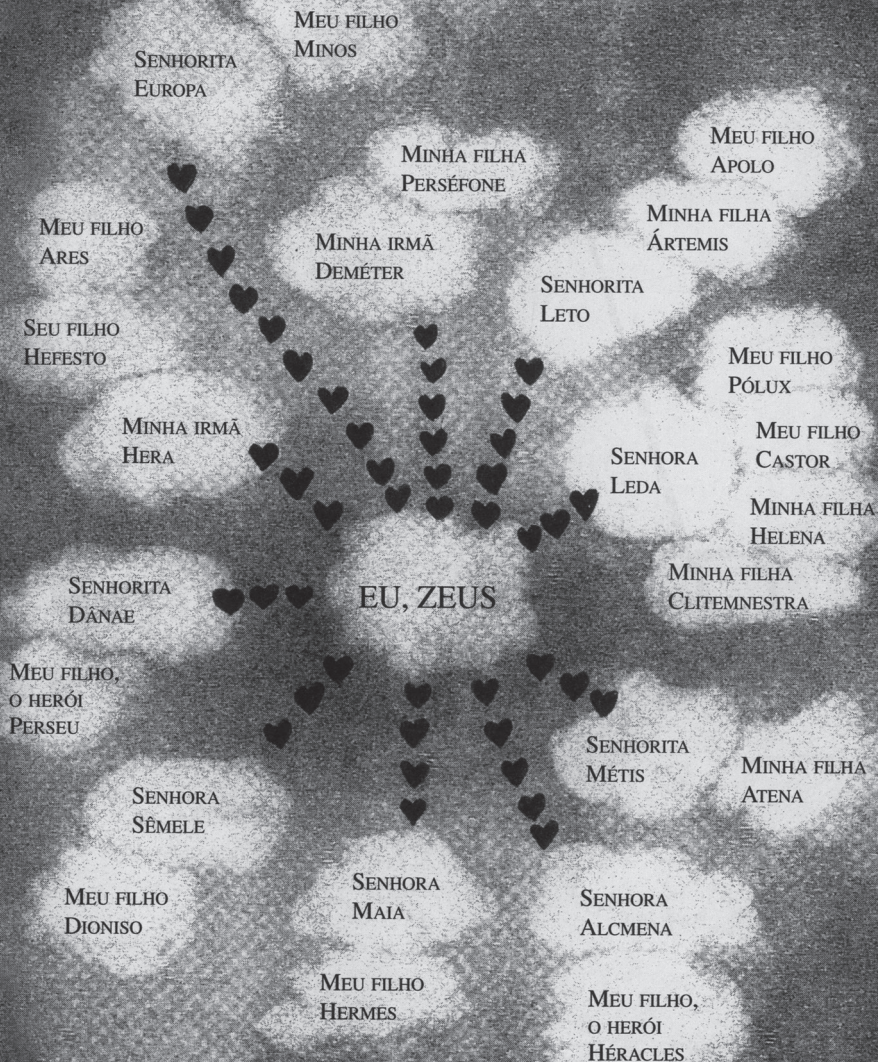 MEU FILHO
MINOS
SENHORITA
EUROPA
MEU FILHO
APOLO
MINHA FILHA
PERSÉFONE
MINHA FILHA
ÁRTEMIS
MEU FILHO
ARES
MINHA IRMÃ
DEMÉTER
SENHORITA
LETO
SEU FILHO
HEFESTO
MEU FILHO
PÓLUX
MINHA IRMÃ
HERA
MEU FILHO
CASTOR
SENHORA
LEDA
MINHA FILHA
HELENA
MINHA FILHA
CLITEMNESTRA
SENHORITA
DÂNAE
EU, ZEUS
MEU FILHO,
O HERÓI
PERSEU
SENHORITA
MÉTIS
MINHA FILHA
ATENA
SENHORA
SÊMELE
MEU FILHO
DIONISO
SENHORA
MAIA
SENHORA
ALCMENA
MEU FILHO
HERMES
MEU FILHO,
O HERÓI
HÉRACLES